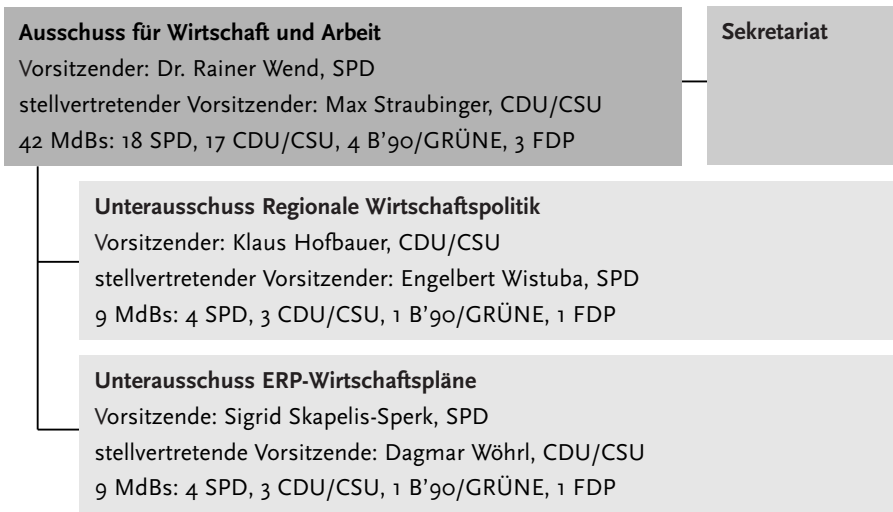 Ausschuss für Wirtschaft und Arbeit
Vorsitzender: Dr. Rainer Wend, SPD
stellvertretender Vorsitzender: Max Straubinger, CDU/CSU
42 MdBs: 18 SPD, 17 CDU/CSU, 4 B’90/GRÜNE, 3 FDP
Sekretariat
Unterausschuss Regionale Wirtschaftspolitik
Vorsitzender: Klaus Hofbauer, CDU/CSU
stellvertretender Vorsitzender: Engelbert Wistuba, SPD
9 MdBs: 4 SPD, 3 CDU/CSU, 1 B’90/GRÜNE, 1 FDP
Unterausschuss ERP-Wirtschaftspläne
Vorsitzende: Sigrid Skapelis-Sperk, SPD
stellvertretende Vorsitzende: Dagmar Wöhrl, CDU/CSU
9 MdBs: 4 SPD, 3 CDU/CSU, 1 B’90/GRÜNE, 1 FDP